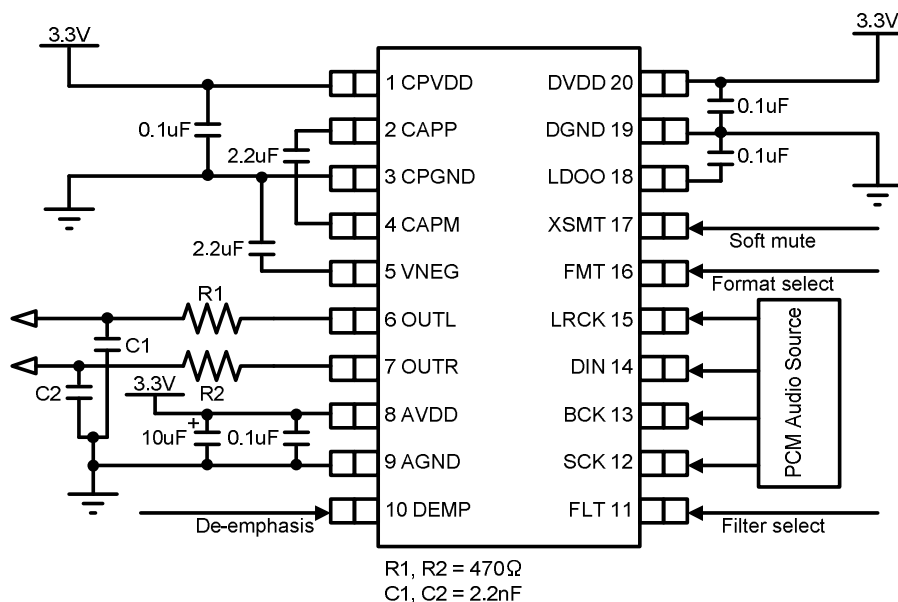 3.3V
3.3V
1 CPVDD
DVDD 20
0.1uF
0.1uF
2 CAPP
DGND 19
2.2uF
0.1uF
3 CPGND
LDOO 18
4 CAPM
XSMT 17
Soft mute
2.2uF
5 VNEG
FMT 16
Format select
R1
6 OUTL
LRCK 15
C1
7 OUTR
DIN 14
C2
R2
3.3V
8 AVDD
BCK 13
PCM Audio Source
+
10uF
0.1uF
9 AGND
SCK 12
10 DEMP
FLT 11
De-emphasis
Filter select
R1, R2 = 470Ω
C1, C2 = 2.2nF